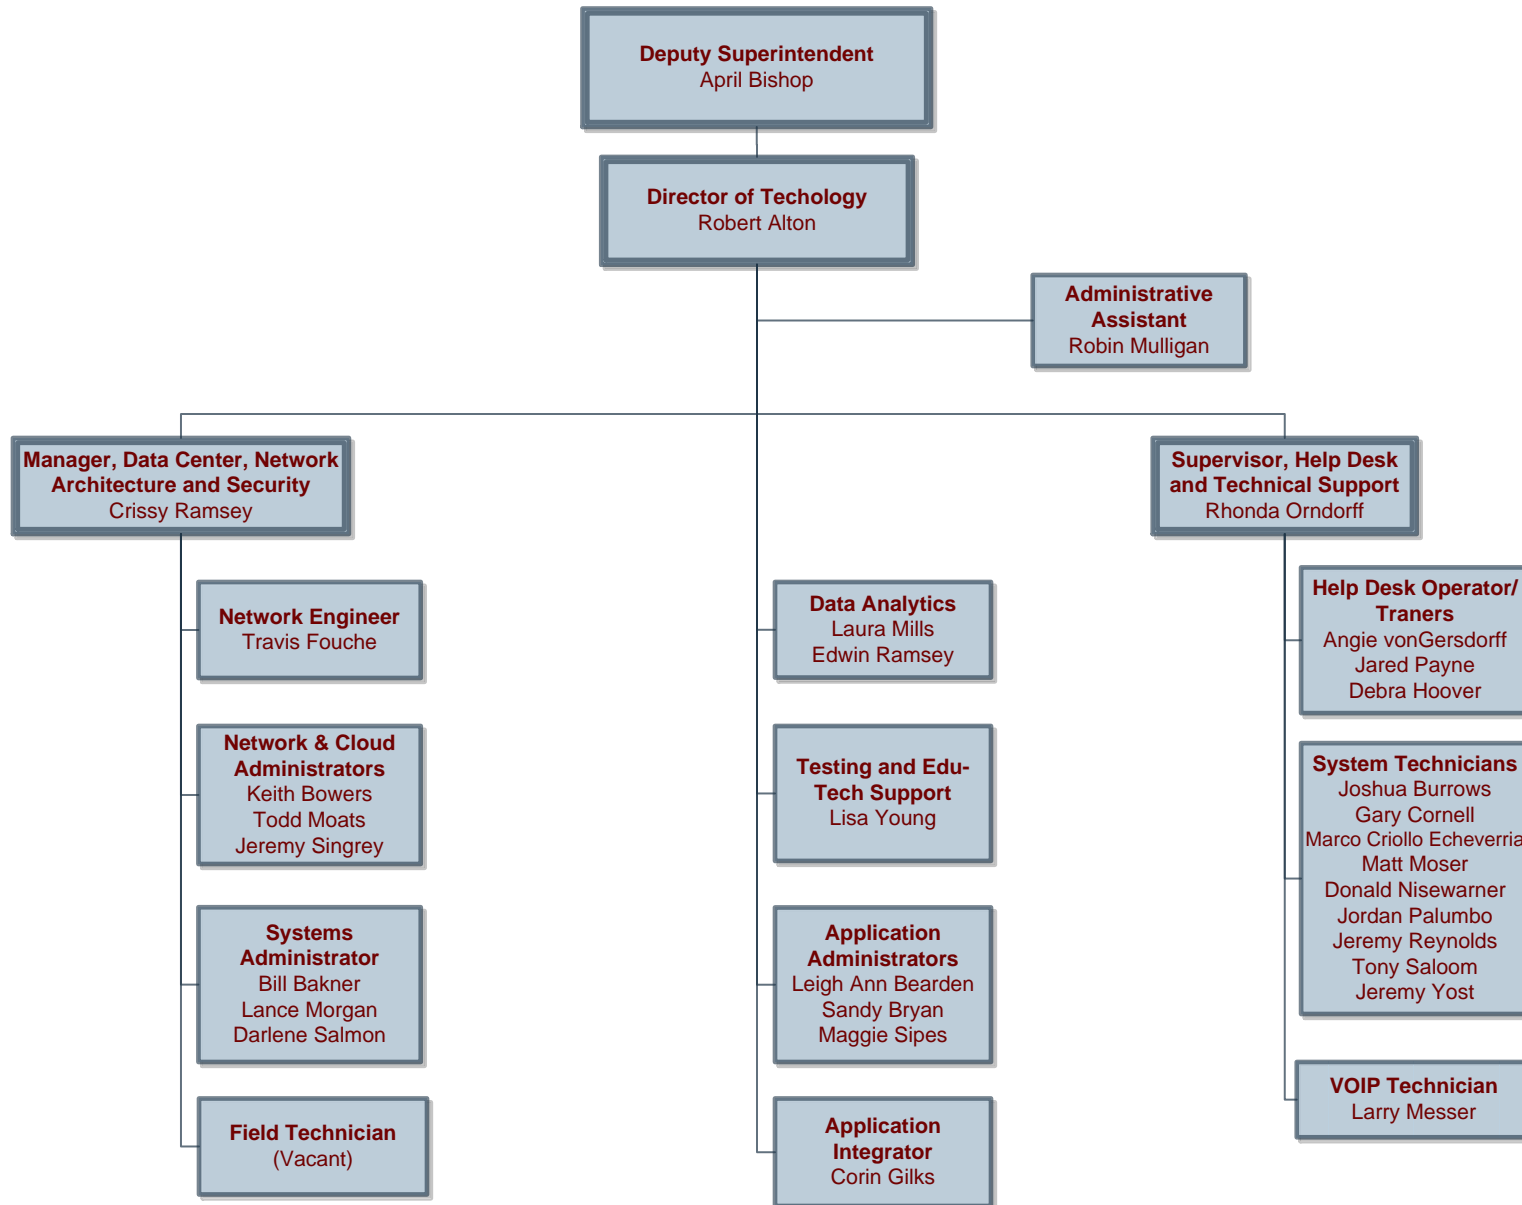 Deputy Superintendent
April Bishop
Director of Techology
Robert Alton
Administrative
Assistant
Robin Mulligan
Manager, Data Center, Network
Architecture and Security
Crissy Ramsey
Network Engineer
Travis Fouche
Network & Cloud
Administrators
Keith Bowers
Todd Moats
Jeremy Singrey
Systems
Administrator
Bill Bakner
Lance Morgan
Darlene Salmon
Field Technician
(Vacant)
Data Analytics
Laura Mills
Edwin Ramsey
Testing and Edu-
Tech Support
Lisa Young
Application
Administrators
Leigh Ann Bearden
Sandy Bryan
Maggie Sipes
Application
Integrator
Corin Gilks
Supervisor, Help Desk
and Technical Support
Rhonda Orndorff
Help Desk Operator/
Traners
Angie vonGersdorff
Jared Payne
Debra Hoover
System Technicians
Joshua Burrows
Gary Cornell
Marco Criollo Echeverria
Matt Moser
Donald Nisewarner
Jordan Palumbo
Jeremy Reynolds
Tony Saloom
Jeremy Yost
VOIP Technician
Larry Messer